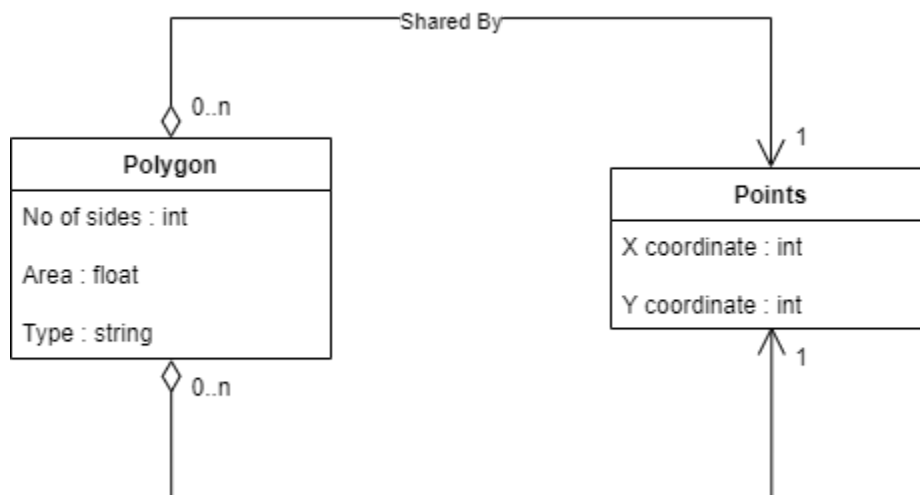 Shared By
0..n
1
Polygon
No of sides : int
Area : float
Type : string
Points
X coordinate : int
Y coordinate : int
0..n
1